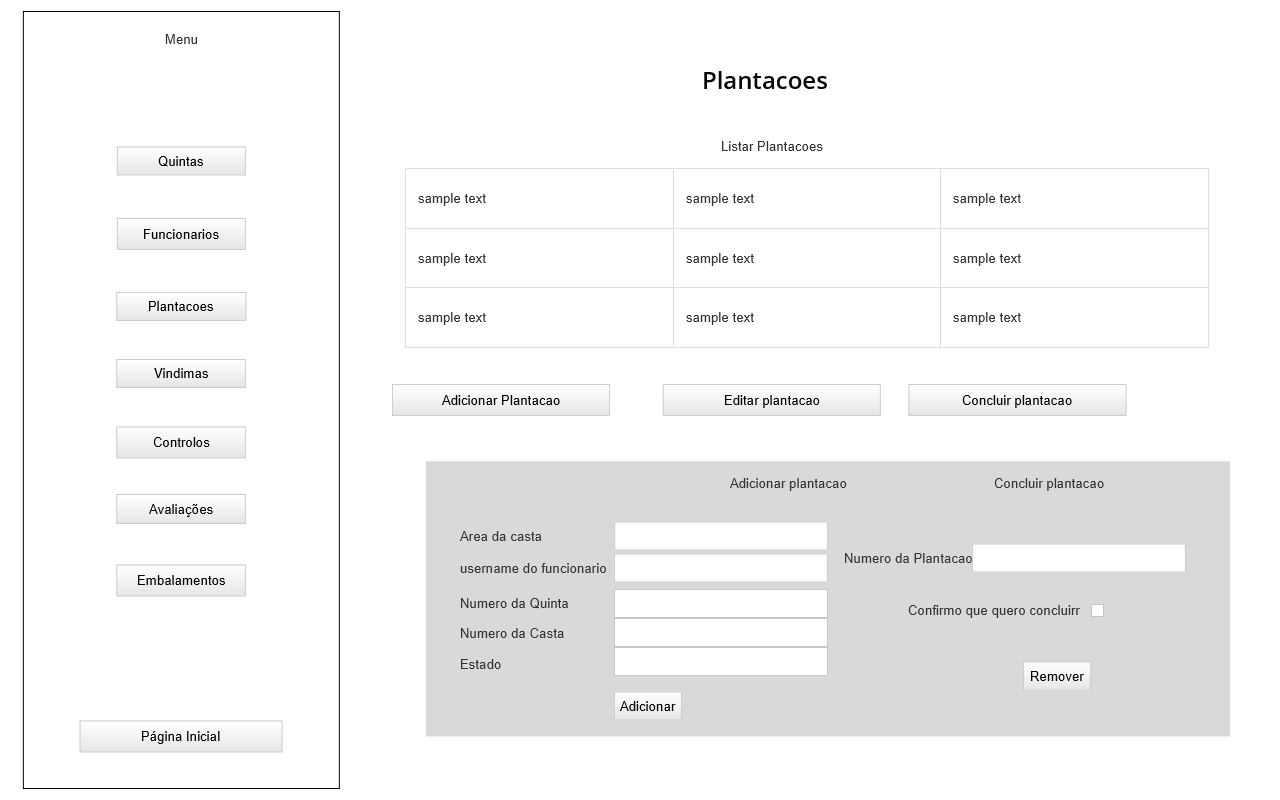 Menu
Quintas
Funcionarios
Plantacoes
Vindimas
Controlos
Avaliações
Embalamentos
Página Inicial
Plantacoes
Listar Plantacoes
sample text sample text sample text
sample text sample text sample text
sample text sample text sample text
Adicionar Plantacao Editar plantacao Concluir plantacao
Adicionar plantacao
Area da casta
username do funcionario
Numero da Quinta
Numero da Casta
Estado
Adicionar
Concluir plantacao
Numero da Plantacao
Confirmo que quero concluirr
Remover